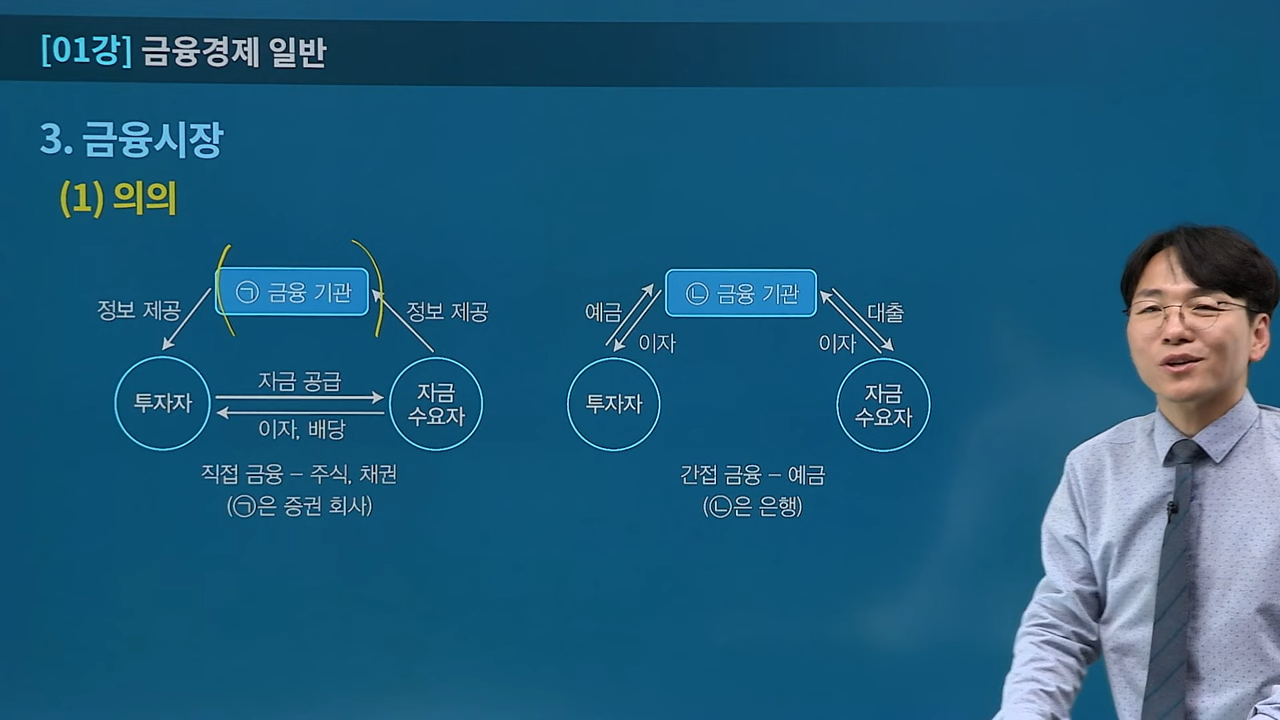 [01강] 금융경제 일반
3. 금융시장
(1) 의의
㉠ 금융 기관
정보 제공
정보 제공
투자자
자금 공급
이자, 배당
자금
수요자
직접 금융 – 주식, 채권
(㉠은 증권 회사)
㉡ 금융 기관
예금
이자
대출
이자
투자자
자금
수요자
간접 금융 – 예금
(㉡은 은행)